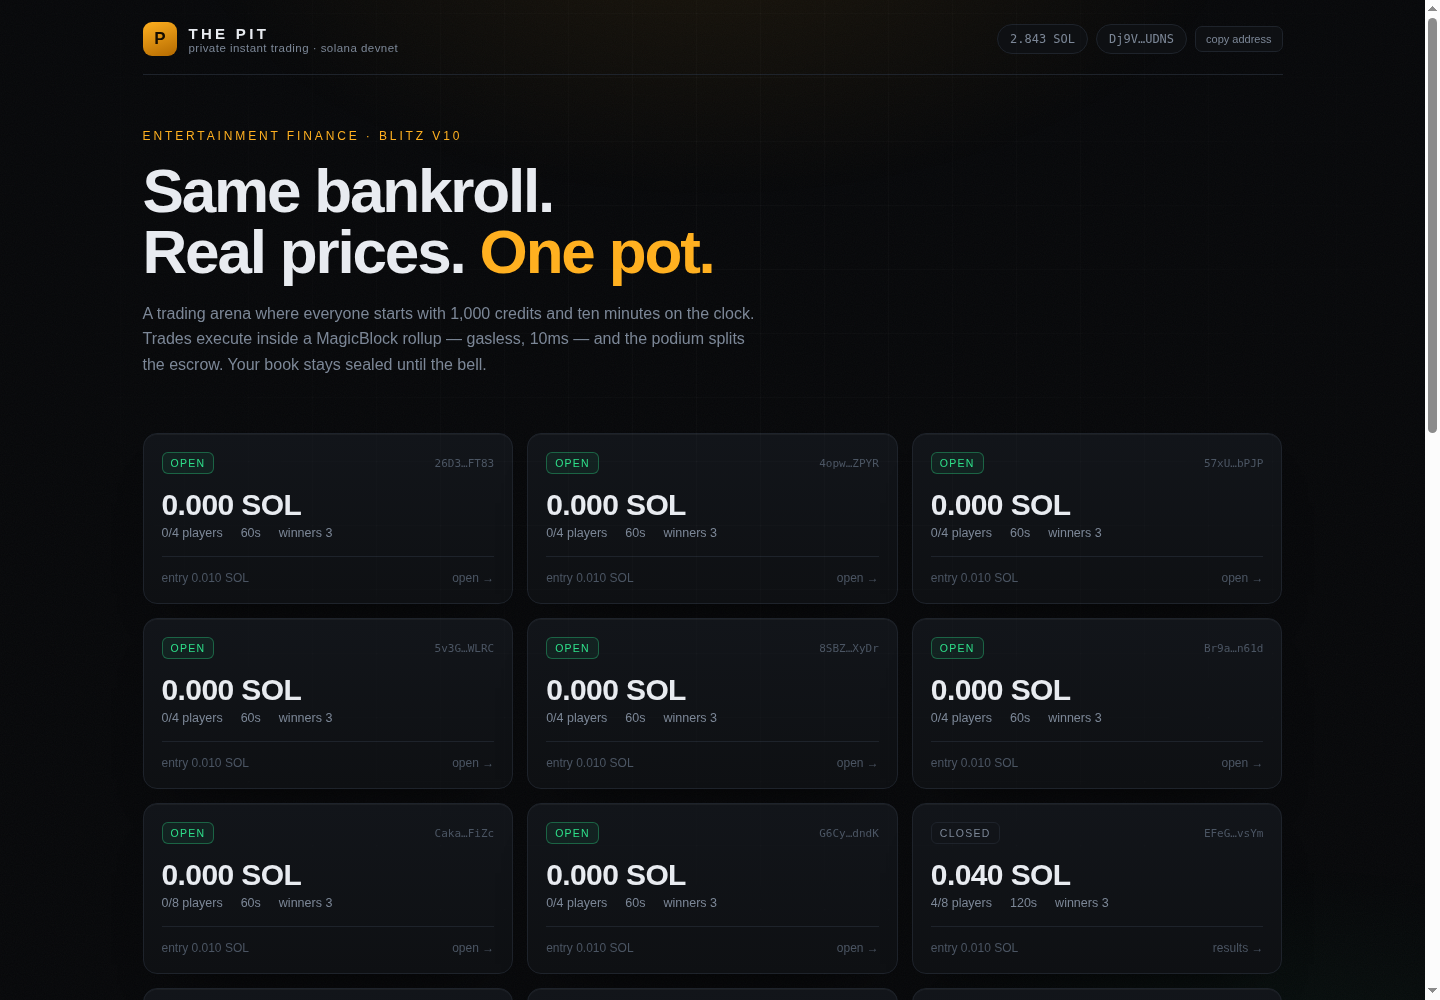 P
THE PIT
private instant trading · solana devnet
2.843 SOL
Dj9V…UDNS
copy address
ENTERTAINMENT FINANCE · BLITZ V10
Same bankroll.
Real prices. One pot.
A trading arena where everyone starts with 1,000 credits and ten minutes on the clock.
Trades execute inside a MagicBlock rollup — gasless, 10ms — and the podium splits
the escrow. Your book stays sealed until the bell.
OPEN 26D3…FT83
0.000 SOL
0/4 players 60s winners 3
entry 0.010 SOL open →
OPEN 4opw…ZPYR
0.000 SOL
0/4 players 60s winners 3
entry 0.010 SOL open →
OPEN 57xU…bPJP
0.000 SOL
0/4 players 60s winners 3
entry 0.010 SOL open →
OPEN 5v3G…WLRC
0.000 SOL
0/4 players 60s winners 3
entry 0.010 SOL open →
OPEN 8SBZ…XyDr
0.000 SOL
0/4 players 60s winners 3
entry 0.010 SOL open →
OPEN Br9a…n61d
0.000 SOL
0/4 players 60s winners 3
entry 0.010 SOL open →
OPEN Caka…FiZc
0.000 SOL
0/8 players 60s winners 3
entry 0.010 SOL open →
OPEN G6Cy…dndK
0.000 SOL
0/4 players 60s winners 3
entry 0.010 SOL open →
CLOSED EFeG…vsYm
0.040 SOL
4/8 players 120s winners 3
entry 0.010 SOL results →